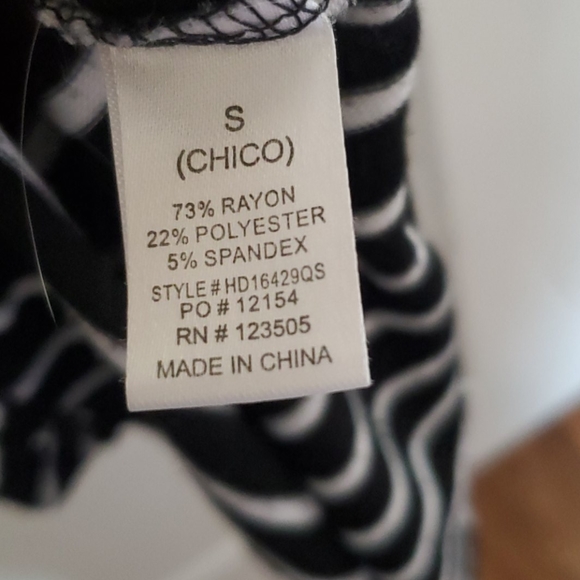 S
(CHICO)
73% RAYON
22% POLYESTER
5% SPANDEX
STYLE # HD16429QS
PO # 12154
RN # 123505
MADE IN CHINA